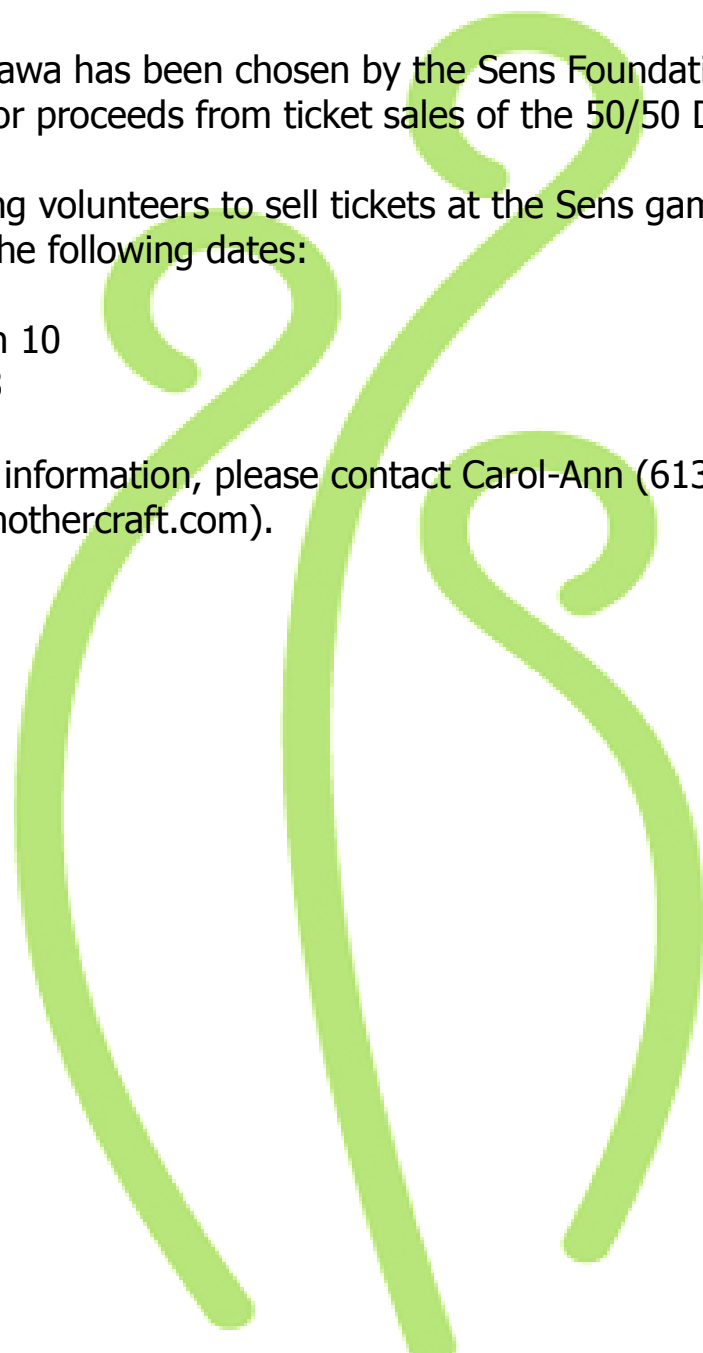 awa has been chosen by the Sens Foundati
or proceeds from ticket sales of the 50/50 D
ng volunteers to sell tickets at the Sens gam
he following dates:
n 10
3
information, please contact Carol-Ann (613
nothercraft.com).